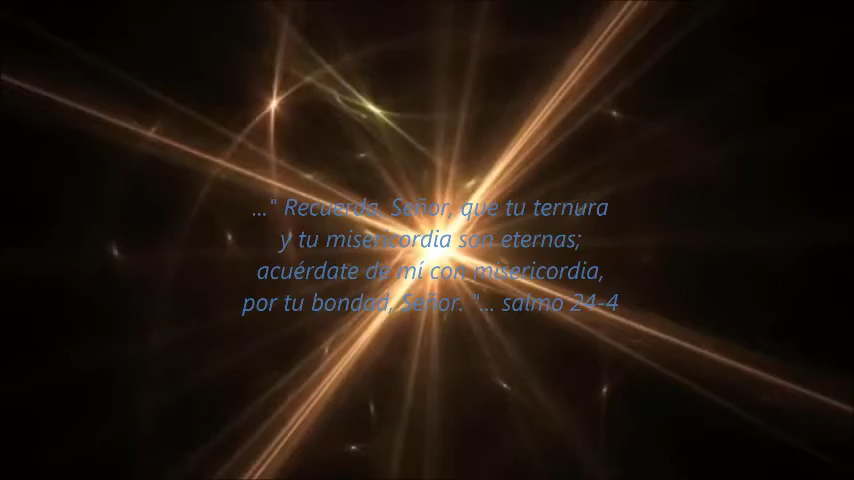 ..." Recuerda, Señor, que tu ternura
y tu misericordia son eternas;
acuérdate de mí con misericordia,
por tu bondad, Señor. "... salmo 24-4